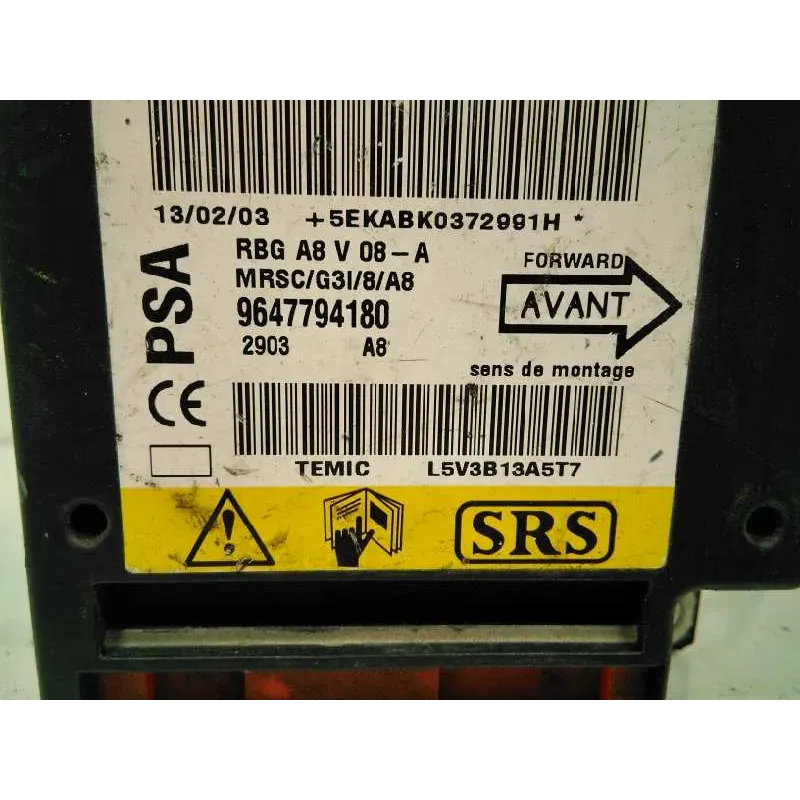 13/02/03 +5EKABK0372991H *
PSA
RBG A8 V 08-A
MRSC/G3I/8/A8
9647794180
2903 A8
FORWARD
AVANT
sens de montage
CE
TEMIC L5V3B13A5T7
SRS